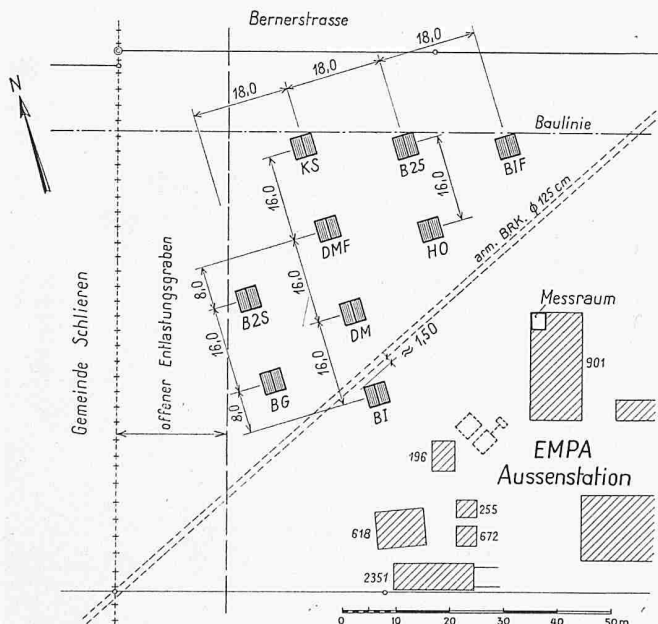 Bernerstrasse
18,0
18,0
18,0
N
Baulinie
KS
B2S
BIF
16,0
16,0
DMF
HO
arm. BRK. ϕ 125 cm
Gemeinde Schlieren
offener Entlastungsgraben
8,0
B2S
16,0
16,0
DM
Messraum
901
≈ 1,50
16,0
BG
8,0
BI
EMPA
Aussenstation
196
255
618
672
2351
0 10 20 30 40 50 m